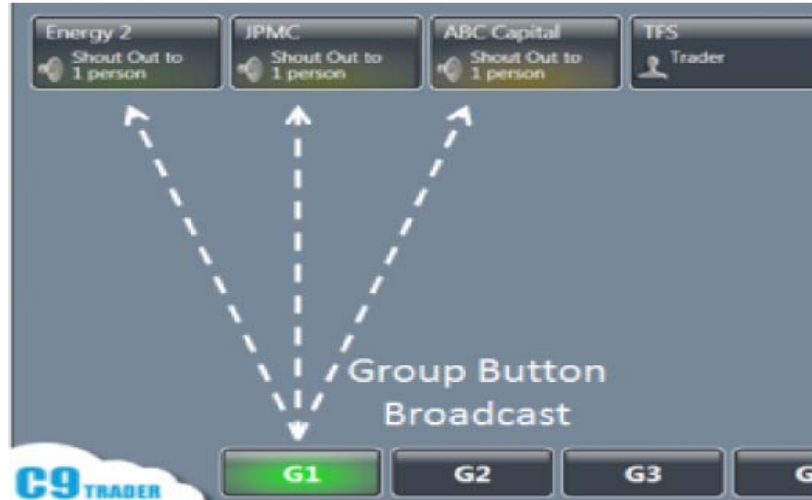 Energy 2
Shout Out to
1 person
JPMC
Shout Out to
1 person
ABC Capital
Shout Out to
1 person
TFS
Trader
Group Button
Broadcast
C9 TRADER
G1
G2
G3
G